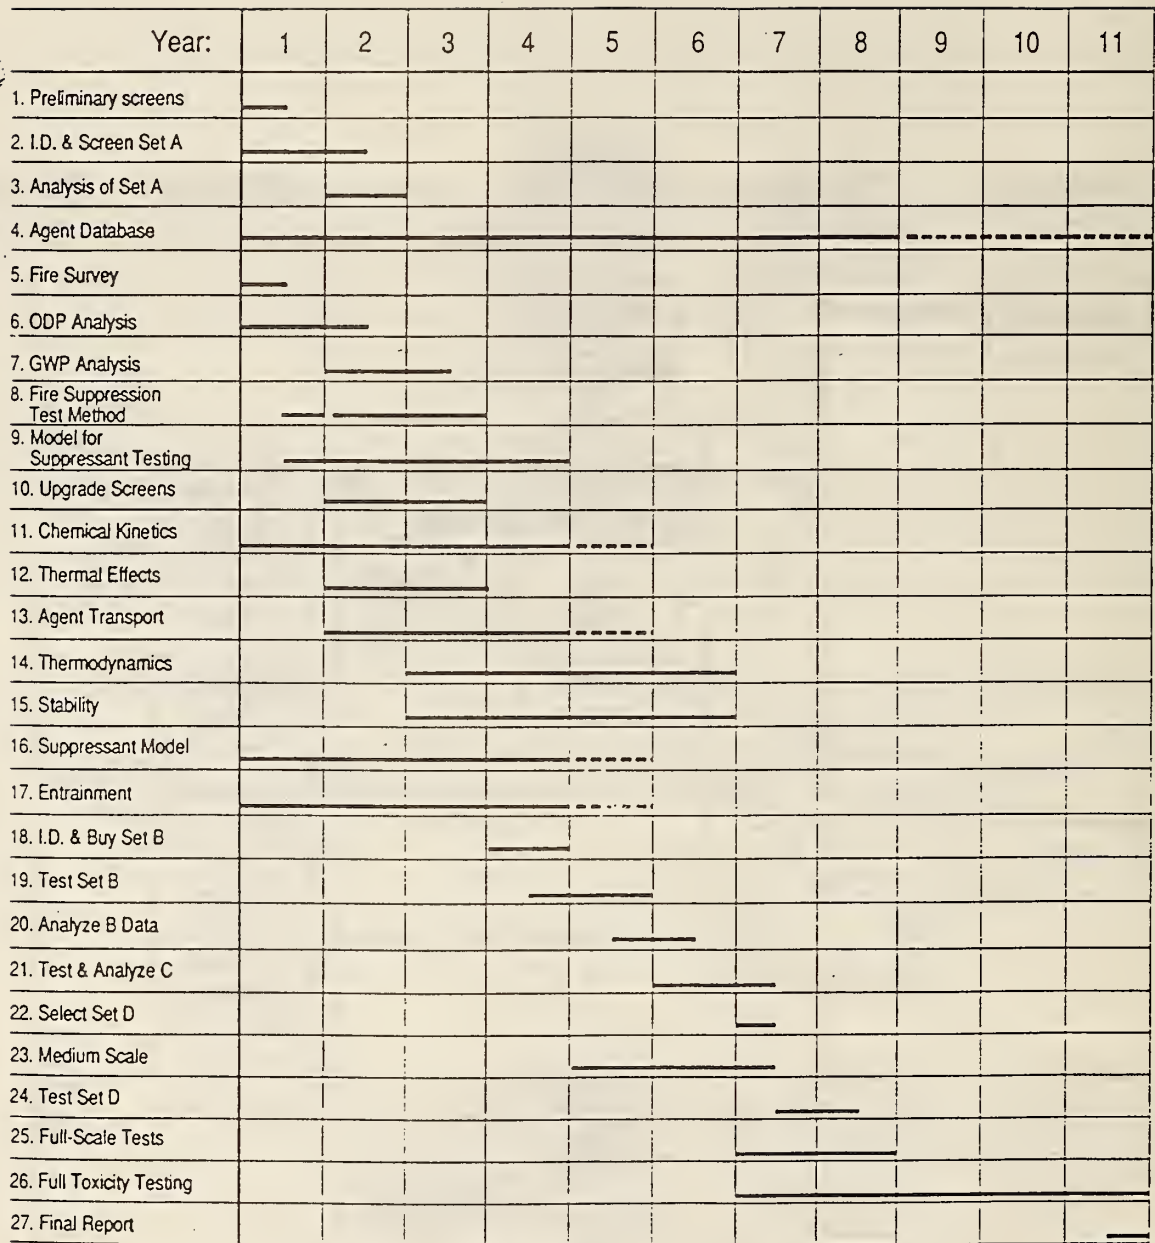 Year: 1 2 3 4 5 6 7 8 9 10 11
1. Preliminary screens
2. I.D. & Screen Set A
3. Analysis of Set A
4. Agent Database
5. Fire Survey
6. ODP Analysis
7. GWP Analysis
8. Fire Suppression
Test Method
9. Model for
Suppressant Testing
10. Upgrade Screens
11. Chemical Kinetics
12. Thermal Effects
13. Agent Transport
14. Thermodynamics
15. Stability
16. Suppressant Model
17. Entrainment
18. I.D. & Buy Set B
19. Test Set B
20. Analyze B Data
21. Test & Analyze C
22. Select Set D
23. Medium Scale
24. Test Set D
25. Full-Scale Tests
26. Full Toxicity Testing
27. Final Report